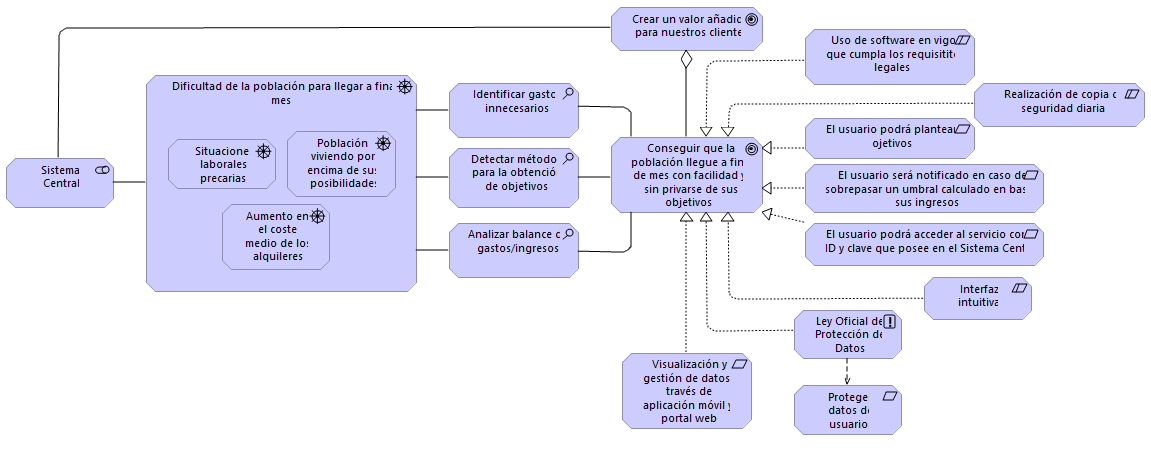 Crear un valor añadic
para nuestros cliente
Uso de software en vigo
que cumpla los requisitito
legales
Dificultad de la población para llegar a fina
mes
Identificar gasto
innecesarios
Realización de copia d
seguridad diaria
Situacione
laborales
precarias
Población
viviendo por
encima de sus
posibilidades
El usuario podrá plantear
ojetivos
Sistema
Central
Detectar método
para la obtenció
de objetivos
Conseguir que la
población llegue a fin
de mes con facilidad y
sin privarse de sus
objetivos
El usuario será notificado en caso de
sobrepasar un umbral calculado en bas
sus ingresos
Aumento en
el coste
medio de los
alquileres
Analizar balance d
gastos/ingresos
El usuario podrá acceder al servicio con
ID y clave que posee en el Sistema Cent
Interfaz
intuitiva
Ley Oficial de
Protección de
Datos
Visualización y
gestión de datos
través de
aplicación móvil y
portal web
Protege
datos de
usuario